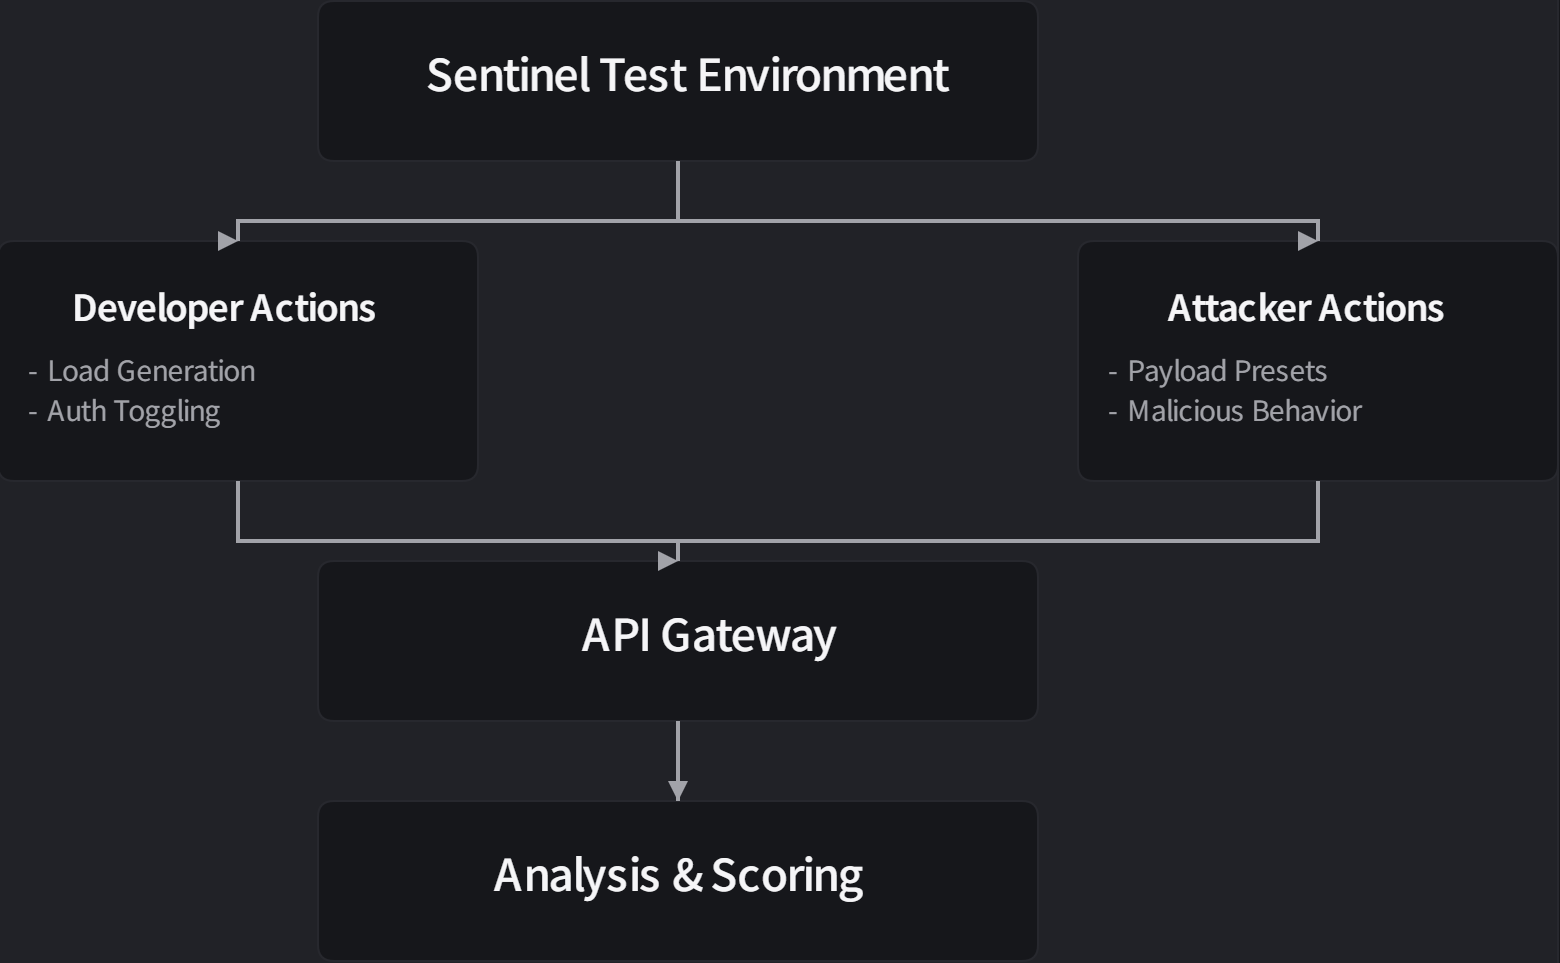 Sentinel Test Environment
Developer Actions
- Load Generation
- Auth Toggling
Attacker Actions
- Payload Presets
- Malicious Behavior
API Gateway
Analysis & Scoring